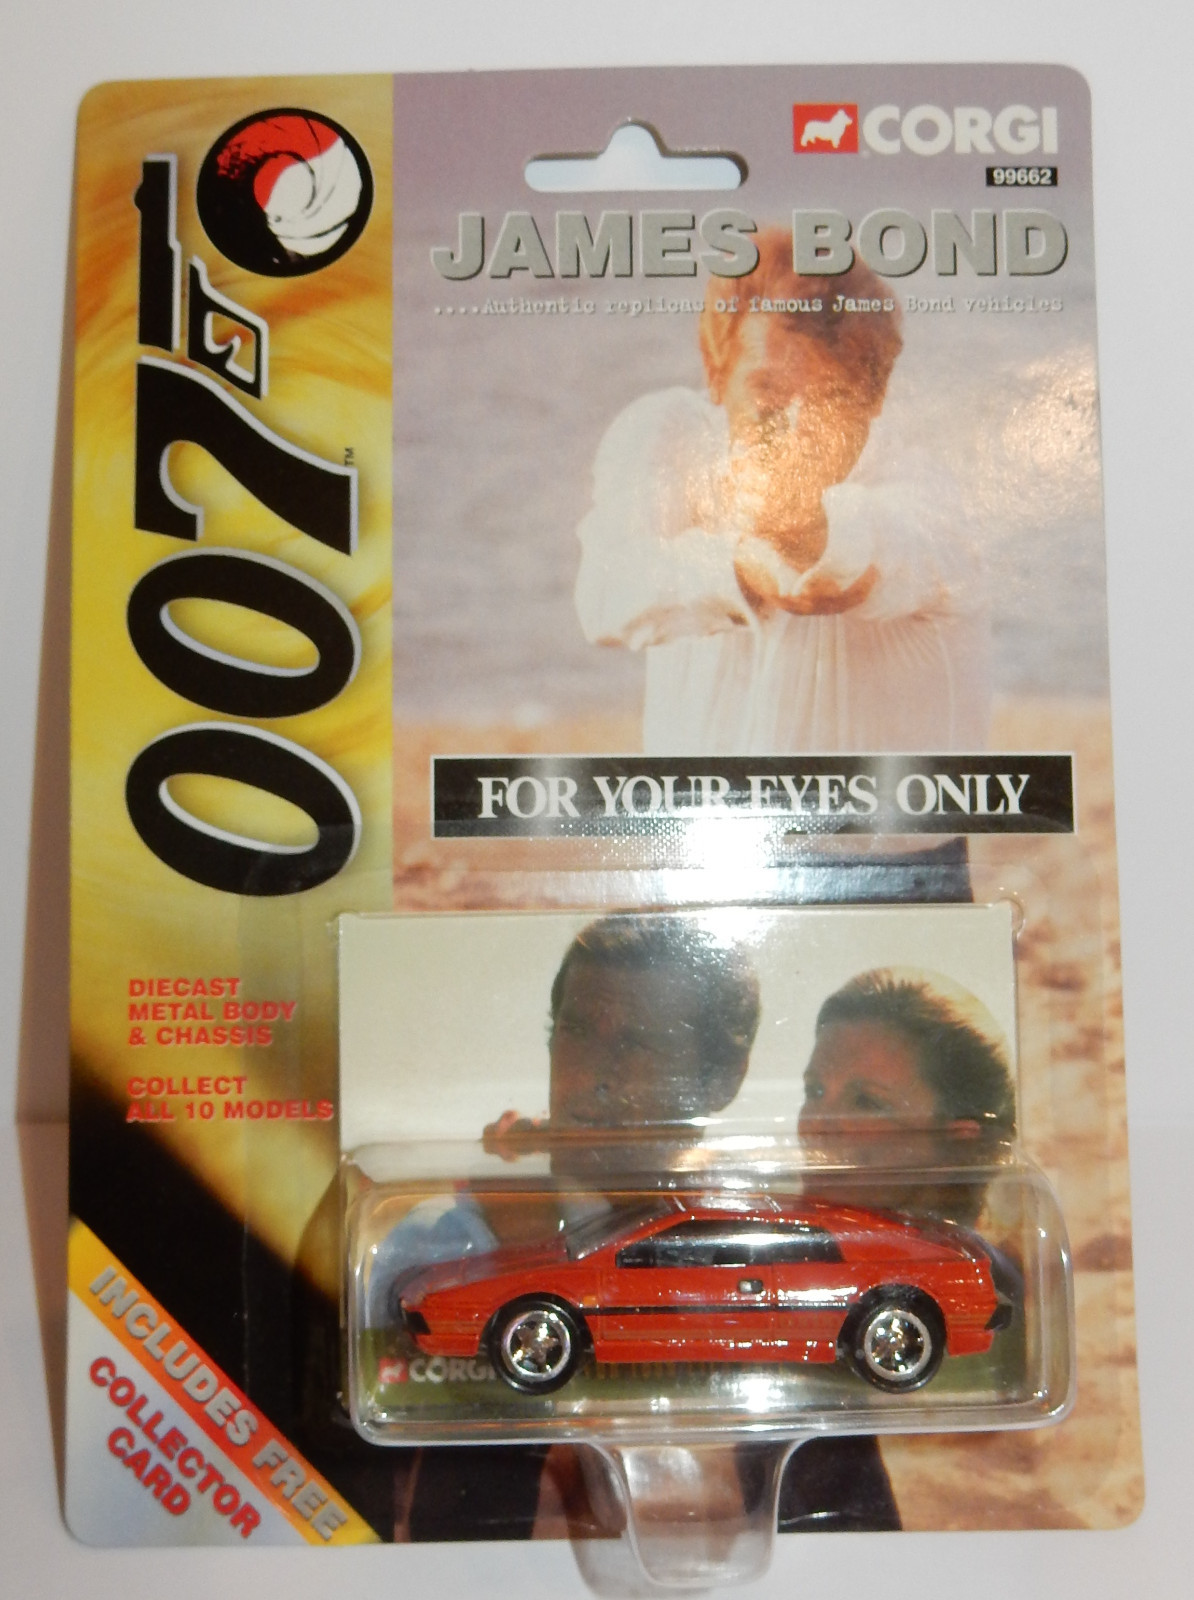 007™
CORGI
99662
JAMES BOND
....Authentic replicas of famous James Bond vehicles
FOR YOUR EYES ONLY
DIECAST
METAL BODY
& CHASSIS
COLLECT
ALL 10 MODELS
INCLUDES FREE
COLLECTOR
CARD
CORGI